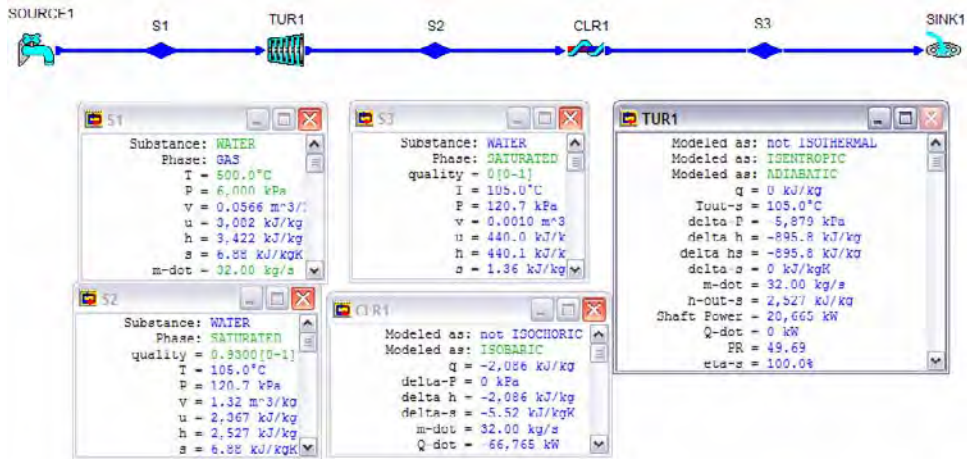 SOURCE1
S1
TUR1
S2
CLR1
S3
SINK1
S1
Substance: WATER
Phase: GAS
T = 500.0°C
P = 6,000 kPa
v = 0.0566 m^3/
u = 3,082 kJ/kg
h = 3,422 kJ/kg
s = 6.88 kJ/kgK
m-dot = 32.00 kg/s
S3
Substance: WATER
Phase: SATURATED
quality = 0[0-1]
T = 105.0°C
P = 120.7 kPa
v = 0.0010 m^3
u = 440.0 kJ/k
h = 440.1 kJ/k
s = 1.36 kJ/kg
TUR1
Modeled as: not ISOTHERMAL
Modeled as: ISENTROPIC
Modeled as: ADIABATIC
q = 0 kJ/kg
Tout-s = 105.0°C
delta-P = -5,879 kPa
delta h = -895.8 kJ/kg
delta hs = -895.8 kJ/kg
delta-s = 0 kJ/kgK
m-dot = 32.00 kg/s
h-out-s = 2,527 kJ/kg
Shaft Power = 28,665 kW
Q-dot = 0 kW
PR = 49.69
eta-s = 100.0%
S2
Substance: WATER
Phase: SATURATED
quality = 0.9300[0-1]
T = 105.0°C
P = 120.7 kPa
v = 1.32 m^3/kg
u = 2,367 kJ/kg
h = 2,527 kJ/kg
s = 6.88 kJ/kgK
CLR1
Modeled as: not ISOCHORIC
Modeled as: ISOBARIC
q = -2,086 kJ/kg
delta-P = 0 kPa
delta h = -2,086 kJ/kg
delta-s = -5.52 kJ/kgK
m-dot = 32.00 kg/s
Q-dot = -66,765 kW